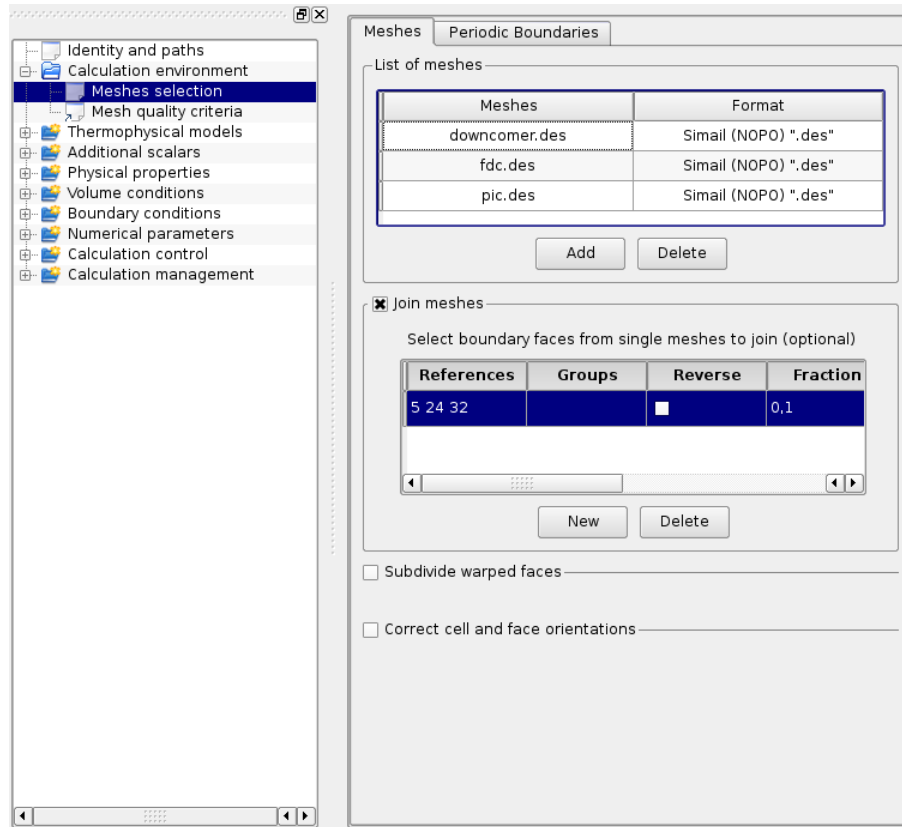 Identity and paths
Calculation environment
Meshes selection
Mesh quality criteria
Thermophysical models
Additional scalars
Physical properties
Volume conditions
Boundary conditions
Numerical parameters
Calculation control
Calculation management
Meshes Periodic Boundaries
List of meshes
Meshes Format
downcomer.des Simail (NOPO) ".des"
fdc.des Simail (NOPO) ".des"
pic.des Simail (NOPO) ".des"
Add Delete
Join meshes
Select boundary faces from single meshes to join (optional)
References Groups Reverse Fraction
5 24 32 0,1
New Delete
Subdivide warped faces
Correct cell and face orientations